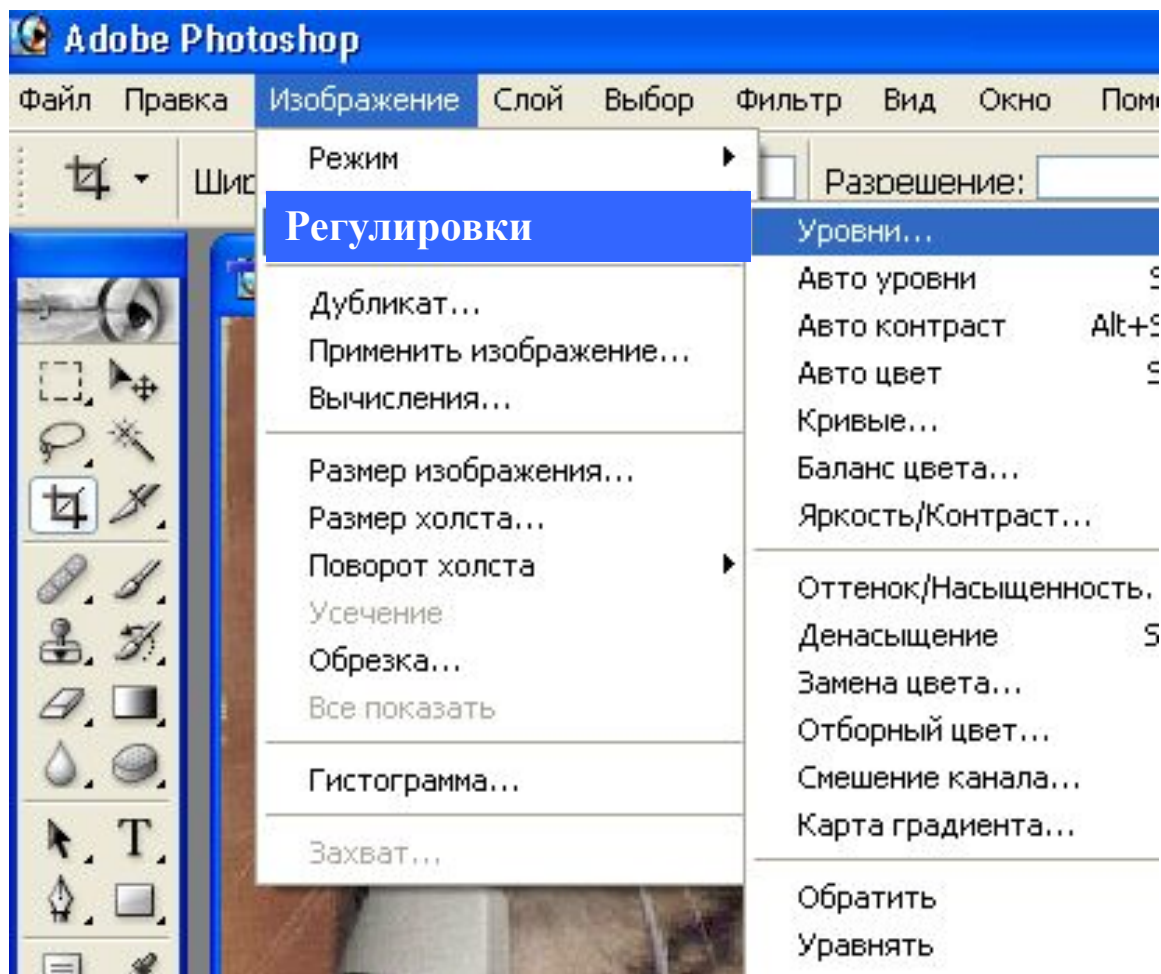 Adobe Photoshop
Файл Правка Изображение Слой Выбор Фильтр Вид Окно
Разрешение:
Режим
Регулировки
Дубликат...
Применить изображение...
Вычисления...
Размер изображения...
Размер холста...
Поворот холста
Усечение
Обрезка...
Все показать
Гистограмма...
Захват...
Уровни...
Авто уровни
Авто контраст Alt+S
Авто цвет
Кривые...
Баланс цвета...
Яркость/Контраст...
Оттенок/Насыщенность.
Денасыщение
Замена цвета...
Отборный цвет...
Смешение канала...
Карта градиента...
Обратить
Уравнять